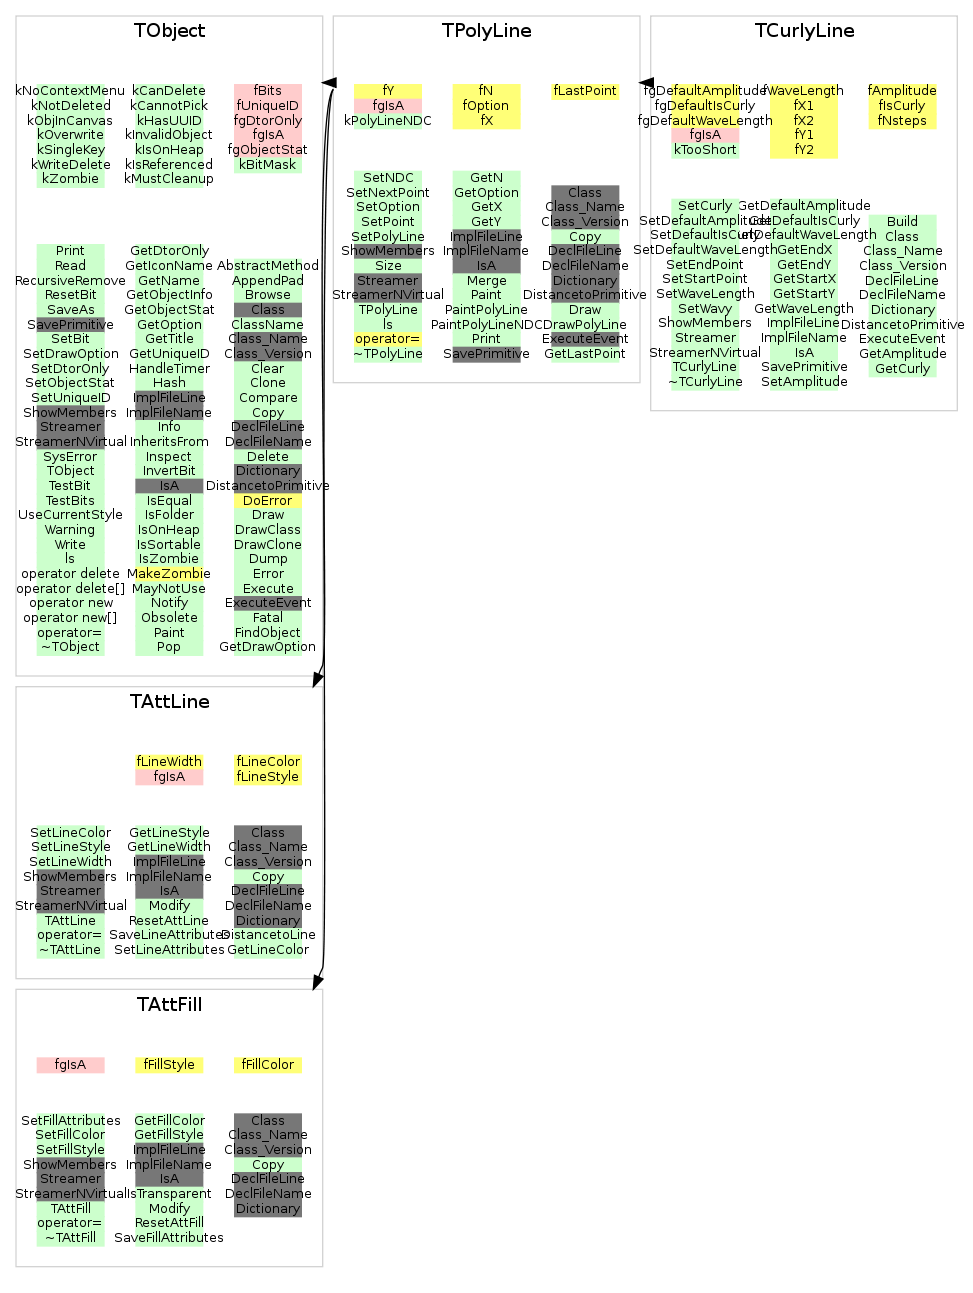 TObject
kNoContextMenu kCanDelete fBits
kNotDeleted kCannotPick fUniqueID
kObjInCanvas kHasUUID fgDtorOnly
kOverwrite kInvalidObject fgIsA
kSingleKey kIsOnHeap fgObjectStat
kWriteDelete kIsReferenced kBitMask
kZombie kMustCleanup
Print GetDtorOnly
Read GetIconName AbstractMethod
RecursiveRemove GetName AppendPad
ResetBit GetObjectInfo Browse
SaveAs GetObjectStat Class
SavePrimitive GetOption ClassName
SetBit GetTitle Class_Name
SetDrawOption GetUniqueID Class_Version
SetDtorOnly HandleTimer Clear
SetObjectStat Hash Clone
SetUniqueID ImplFileLine Compare
ShowMembers ImplFileName Copy
Streamer Info DeclFileLine
StreamerNVirtual InheritsFrom DeclFileName
SysError Inspect Delete
TObject InvertBit Dictionary
TestBit IsA DistancetoPrimitive
TestBits IsEqual DoError
UseCurrentStyle IsFolder Draw
Warning IsOnHeap DrawClass
Write IsSortable DrawClone
ls IsZombie Dump
operator delete MakeZombie Error
operator delete[] MayNotUse Execute
operator new Notify ExecuteEvent
operator new[] Obsolete Fatal
operator= Paint FindObject
~TObject Pop GetDrawOption
TPolyLine
fY fN fLastPoint
fgIsA fOption
kPolyLineNDC fX
SetNDC GetN
SetNextPoint GetOption Class
SetOption GetX Class_Name
SetPoint GetY Class_Version
SetPolyLine ImplFileLine Copy
ShowMembers ImplFileName DeclFileLine
Size IsA DeclFileName
Streamer Merge Dictionary
StreamerNVirtual Paint DistancetoPrimitive
TPolyLine PaintPolyLine Draw
ls PaintPolyLineNDC DrawPolyLine
operator= Print ExecuteEvent
~TPolyLine SavePrimitive GetLastPoint
TCurlyLine
fgDefaultAmplitude fWaveLength fAmplitude
fgDefaultIsCurly fX1 fIsCurly
fgDefaultWaveLength fX2 fNsteps
fgIsA fY1
kTooShort fY2
SetCurly GetDefaultAmplitude
SetDefaultAmplitude GetDefaultIsCurly Build
SetDefaultIsCurly GetDefaultWaveLength Class
SetDefaultWaveLength GetEndX Class_Name
SetEndPoint GetEndY Class_Version
SetStartPoint GetStartX DeclFileLine
SetWaveLength GetStartY DeclFileName
SetWavy GetWaveLength Dictionary
ShowMembers ImplFileLine DistancetoPrimitive
Streamer ImplFileName ExecuteEvent
StreamerNVirtual IsA GetAmplitude
TCurlyLine SavePrimitive GetCurly
~TCurlyLine SetAmplitude
TAttLine
fLineWidth fLineColor
fgIsA fLineStyle
SetLineColor GetLineStyle Class
SetLineStyle GetLineWidth Class_Name
SetLineWidth ImplFileLine Class_Version
ShowMembers ImplFileName Copy
Streamer IsA DeclFileLine
StreamerNVirtual Modify DeclFileName
TAttLine ResetAttLine Dictionary
operator= SaveLineAttributes DistancetoLine
~TAttLine SetLineAttributes GetLineColor
TAttFill
fgIsA fFillStyle fFillColor
SetFillAttributes GetFillColor Class
SetFillColor GetFillStyle Class_Name
SetFillStyle ImplFileLine Class_Version
ShowMembers ImplFileName Copy
Streamer IsA DeclFileLine
StreamerNVirtual IsTransparent DeclFileName
TAttFill Modify Dictionary
operator= ResetAttFill
~TAttFill SaveFillAttributes